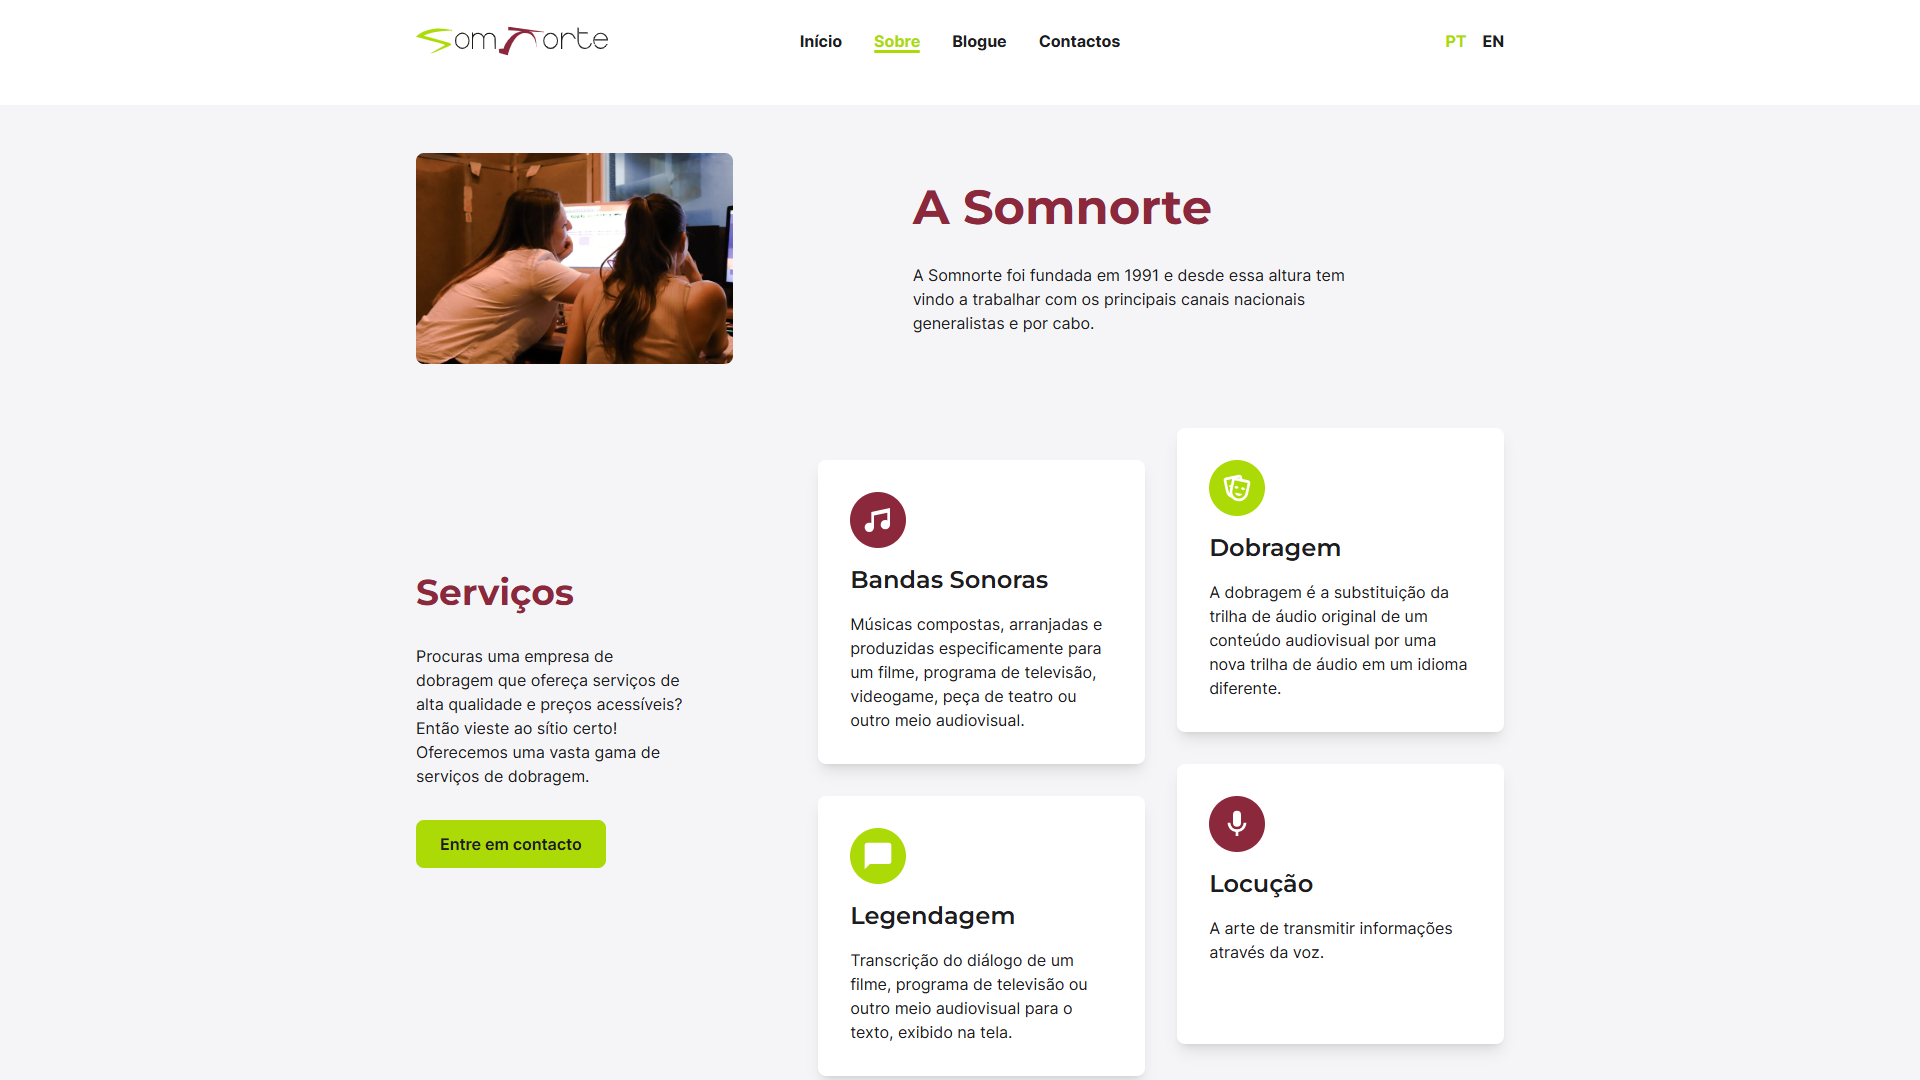 SomNorte
Início
Sobre
Blogue
Contactos
PT
EN
A Somnorte
A Somnorte foi fundada em 1991 e desde essa altura tem
vindo a trabalhar com os principais canais nacionais
generalistas e por cabo.
Serviços
Procuras uma empresa de
dobragem que ofereça serviços de
alta qualidade e preços acessíveis?
Então vieste ao sítio certo!
Oferecemos uma vasta gama de
serviços de dobragem.
Entre em contacto
Bandas Sonoras
Músicas compostas, arranjadas e
produzidas especificamente para
um filme, programa de televisão,
videogame, peça de teatro ou
outro meio audiovisual.
Dobragem
A dobragem é a substituição da
trilha de áudio original de um
conteúdo audiovisual por uma
nova trilha de áudio em um idioma
diferente.
Legendagem
Transcrição do diálogo de um
filme, programa de televisão ou
outro meio audiovisual para o
texto, exibido na tela.
Locução
A arte de transmitir informações
através da voz.